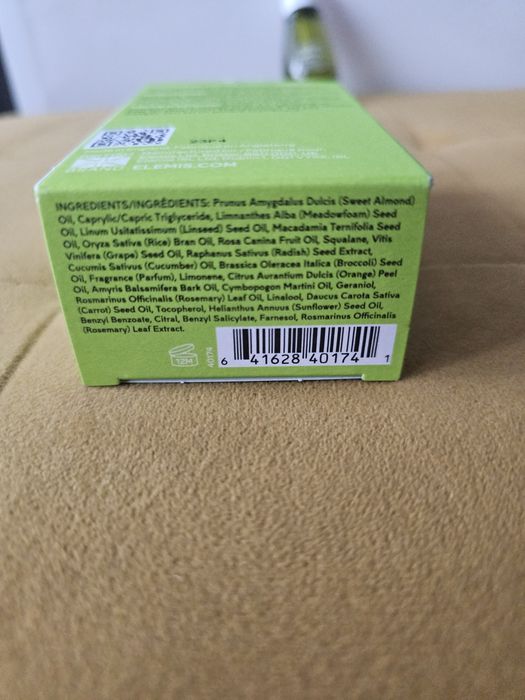 23P4
ELEMIS.COM
INGREDIENTS/INGRÉDIENTS: Prunus Amygdalus Dulcis (Sweet Almond)
Oil, Caprylic/Capric Triglyceride, Limnanthes Alba (Meadowfoam) Seed
Oil, Linum Usitatissimum (Linseed) Seed Oil, Macadamia Ternifolia Seed
Oil, Oryza Sativa (Rice) Bran Oil, Rosa Canina Fruit Oil, Squalane, Vitis
Vinifera (Grape) Seed Oil, Raphanus Sativus (Radish) Seed Extract,
Cucumis Sativus (Cucumber) Oil, Brassica Oleracea Italica (Broccoli) Seed
Oil, Fragrance (Parfum), Limonene, Citrus Aurantium Dulcis (Orange) Peel
Oil, Amyris Balsamifera Bark Oil, Cymbopogon Martini Oil, Geraniol,
Rosmarinus Officinalis (Rosemary) Leaf Oil, Linalool, Daucus Carota Sativa
(Carrot) Seed Oil, Tocopherol, Helianthus Annuus (Sunflower) Seed Oil,
Benzyl Benzoate, Citral, Benzyl Salicylate, Farnesol, Rosmarinus Officinalis
(Rosemary) Leaf Extract.
12M
40174
6 41628 40174 1